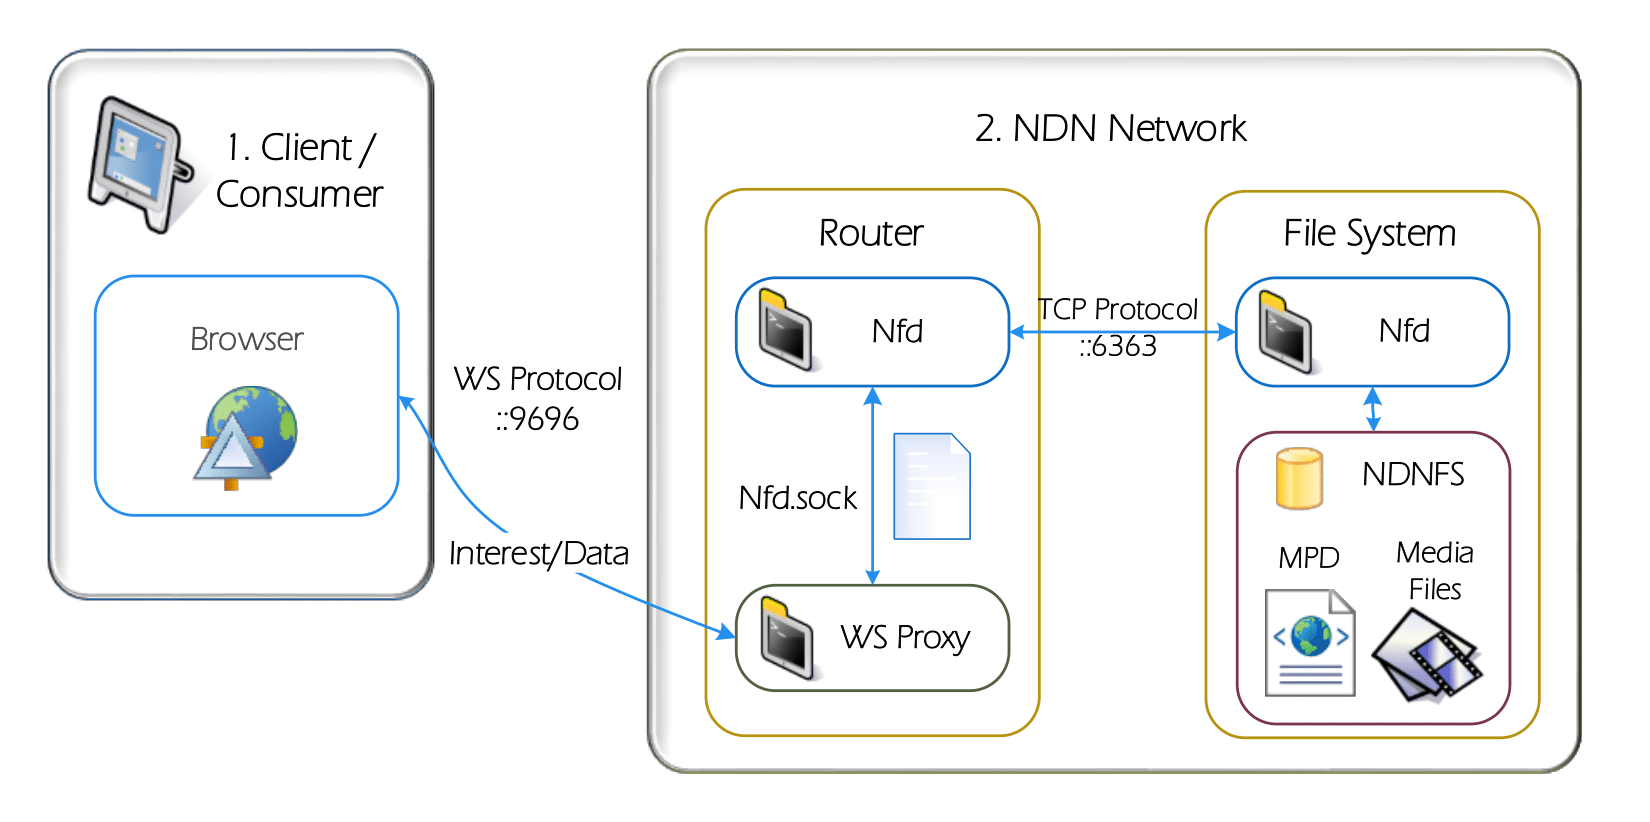 1. Client /
Consumer
Browser
WS Protocol
::9696
Interest/Data
2. NDN Network
Router
Nfd
Nfd.sock
WS Proxy
TCP Protocol
::6363
File System
Nfd
NDNFS
MPD
Media
Files